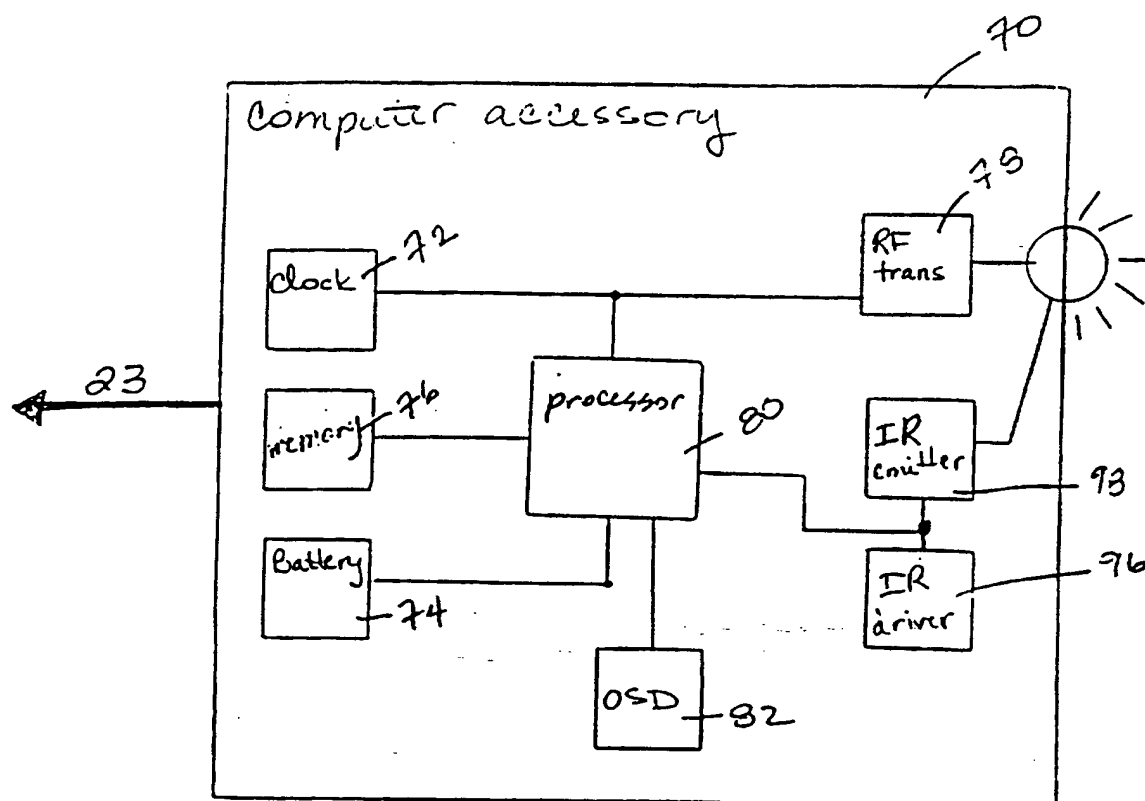 70
computer accessory
78
RF
trans
72
clock
23
processor
80
memory
76
IR
emitter
93
Battery
74
IR
driver
96
OSD
82